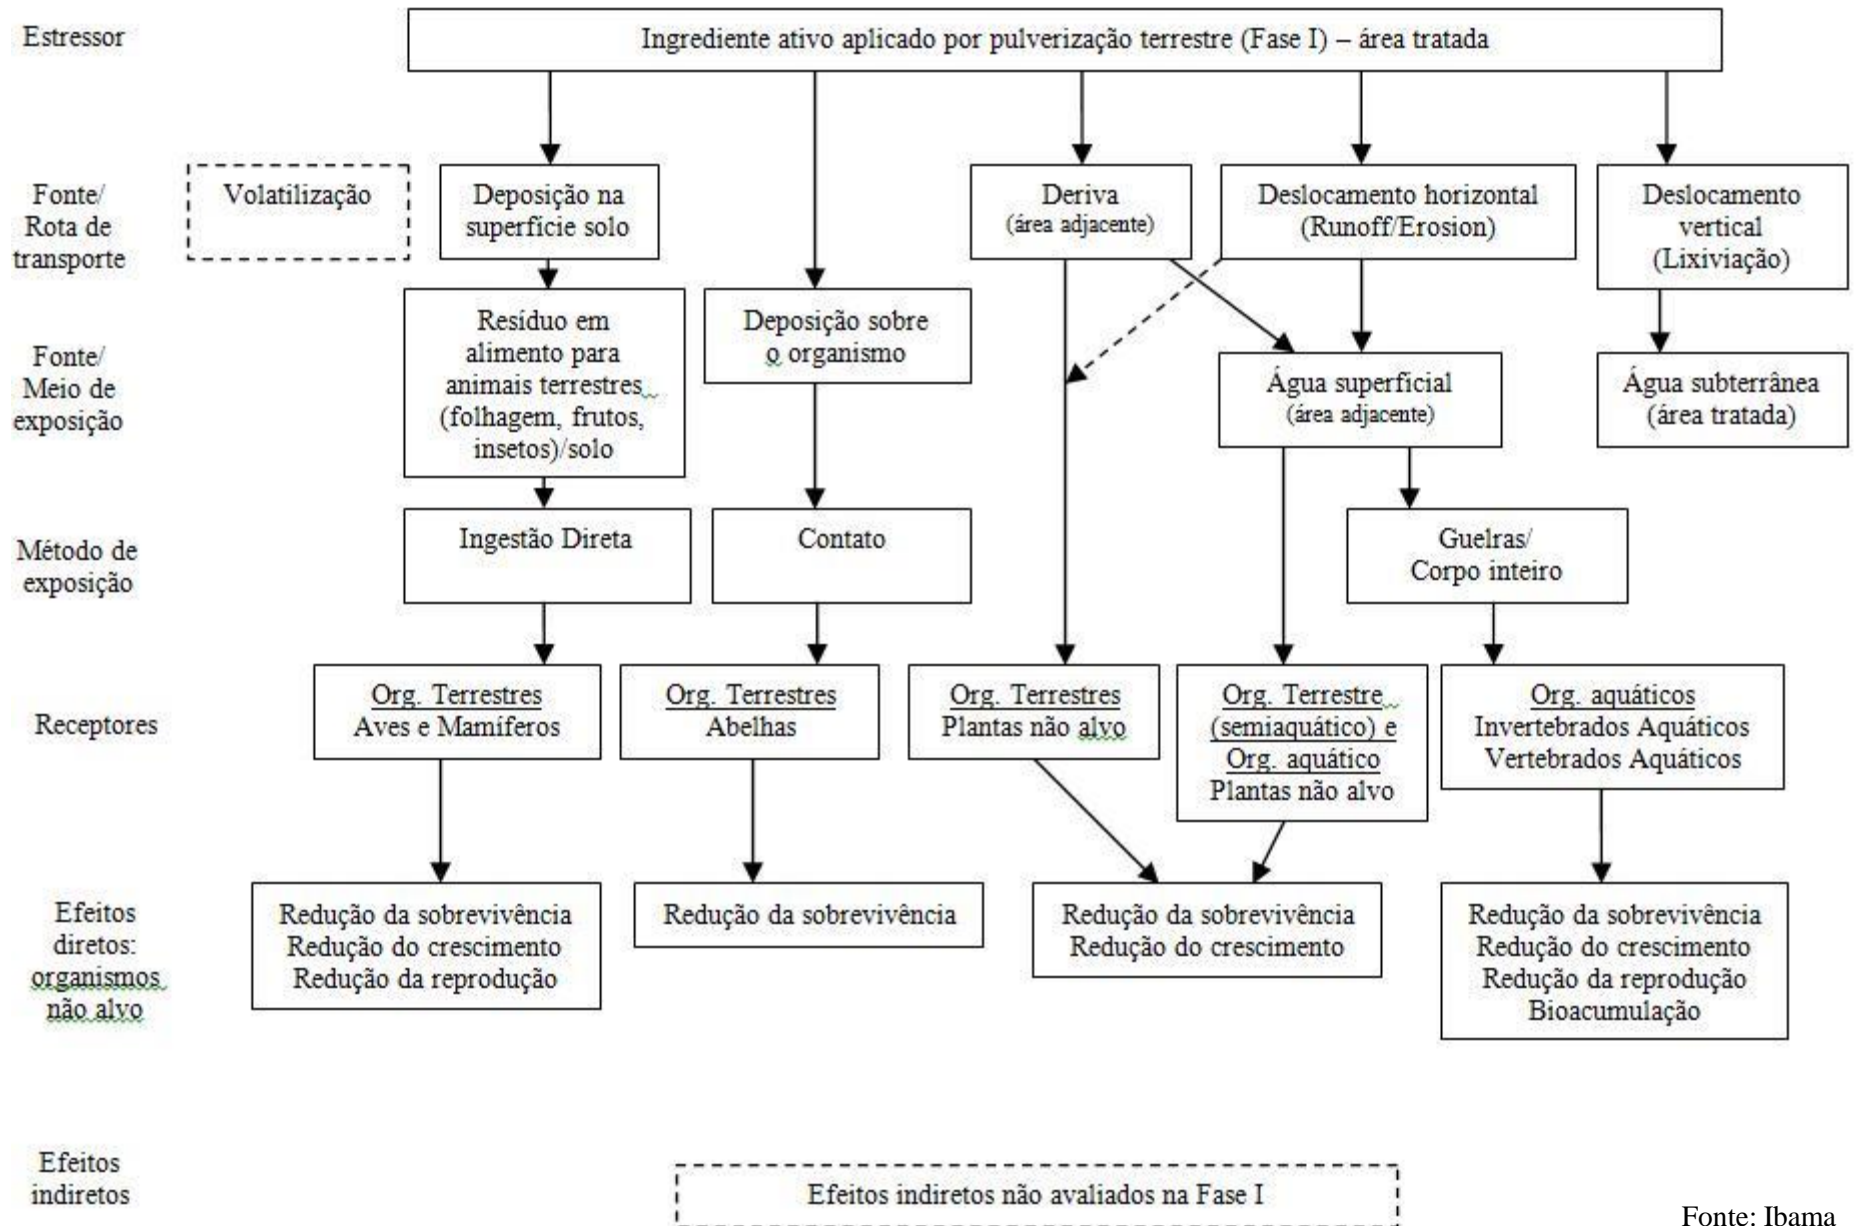 Estressor
Ingrediente ativo aplicado por pulverização terrestre (Fase I) – área tratada
Fonte/
Rota de
transporte
Volatilização
Deposição na
superfície solo
Deriva
(área adjacente)
Deslocamento horizontal
(Runoff/Erosion)
Deslocamento
vertical
(Lixiviação)
Fonte/
Meio de
exposição
Resíduo em
alimento para
animais terrestres
(folhagem, frutos,
insetos)/solo
Deposição sobre
o organismo
Água superficial
(área adjacente)
Água subterrânea
(área tratada)
Método de
exposição
Ingestão Direta
Contato
Guelras/
Corpo inteiro
Receptores
Org. Terrestres
Aves e Mamíferos
Org. Terrestres
Abelhas
Org. Terrestres
Plantas não alvo
Org. Terrestre
(semiaquático) e
Org. aquático
Plantas não alvo
Org. aquáticos
Invertebrados Aquáticos
Vertebrados Aquáticos
Efeitos
diretos:
organismos
não alvo
Redução da sobrevivência
Redução do crescimento
Redução da reprodução
Redução da sobrevivência
Redução da sobrevivência
Redução do crescimento
Redução da sobrevivência
Redução do crescimento
Redução da reprodução
Bioacumulação
Efeitos
indiretos
Efeitos indiretos não avaliados na Fase I
Fonte: Ibama